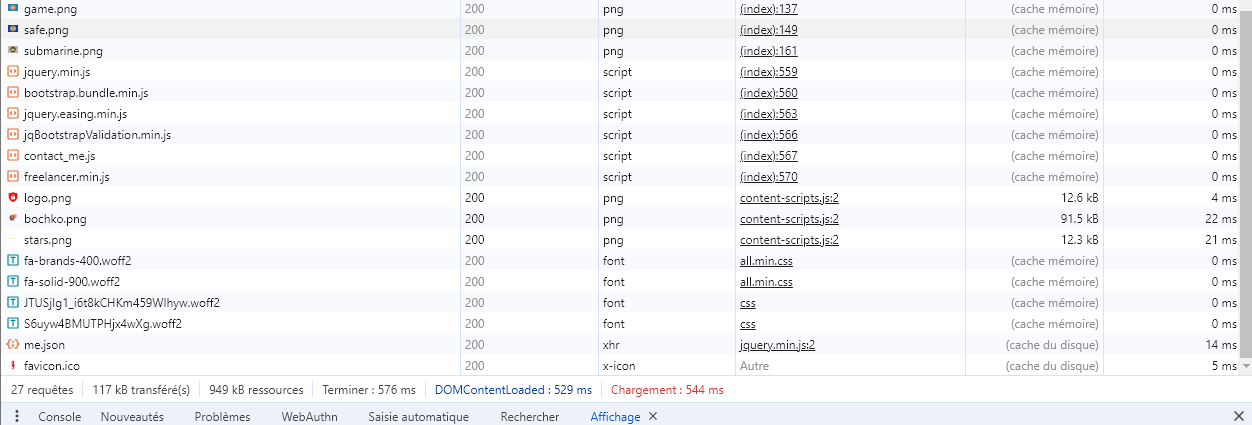 game.png 200 png (index):137 (cache mémoire) 0 ms
safe.png 200 png (index):149 (cache mémoire) 0 ms
submarine.png 200 png (index):161 (cache mémoire) 0 ms
jquery.min.js 200 script (index):559 (cache mémoire) 0 ms
bootstrap.bundle.min.js 200 script (index):560 (cache mémoire) 0 ms
jquery.easing.min.js 200 script (index):563 (cache mémoire) 0 ms
jqBootstrapValidation.min.js 200 script (index):566 (cache mémoire) 0 ms
contact_me.js 200 script (index):567 (cache mémoire) 0 ms
freelancer.min.js 200 script (index):570 (cache mémoire) 0 ms
logo.png 200 png content-scripts.js:2 12.6 kB 4 ms
bochko.png 200 png content-scripts.js:2 91.5 kB 22 ms
stars.png 200 png content-scripts.js:2 12.3 kB 21 ms
fa-brands-400.woff2 200 font all.min.css (cache mémoire) 0 ms
fa-solid-900.woff2 200 font all.min.css (cache mémoire) 0 ms
JTUSjIg1_i6t8kCHKm459Wlhyw.woff2 200 font css (cache mémoire) 0 ms
S6uyw4BMUTPHjx4wXg.woff2 200 font css (cache mémoire) 0 ms
me.json 200 xhr jquery.min.js:2 (cache du disque) 14 ms
favicon.ico 200 x-icon Autre (cache du disque) 5 ms
27 requêtes 117 kB transféré(s) 949 kB ressources Terminer : 576 ms DOMContentLoaded : 529 ms Chargement : 544 ms
Console Nouveautés Problèmes WebAuthn Saisie automatique Rechercher Affichage